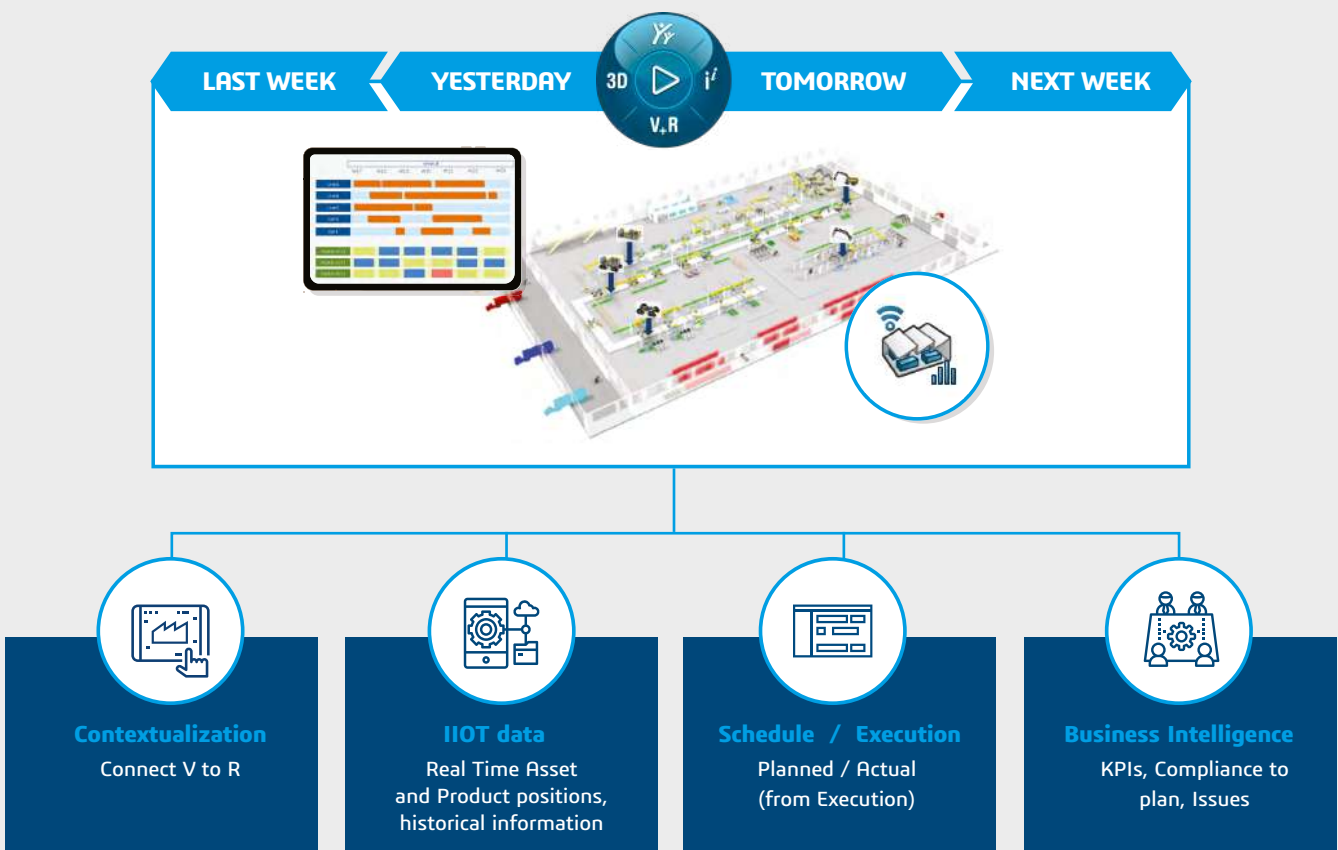 LAST WEEK
YESTERDAY
3D
V+R
TOMORROW
NEXT WEEK
Contextualization
Connect V to R
IIOT data
Real Time Asset
and Product positions,
historical information
Schedule / Execution
Planned / Actual
(from Execution)
Business Intelligence
KPIs, Compliance to
plan, Issues